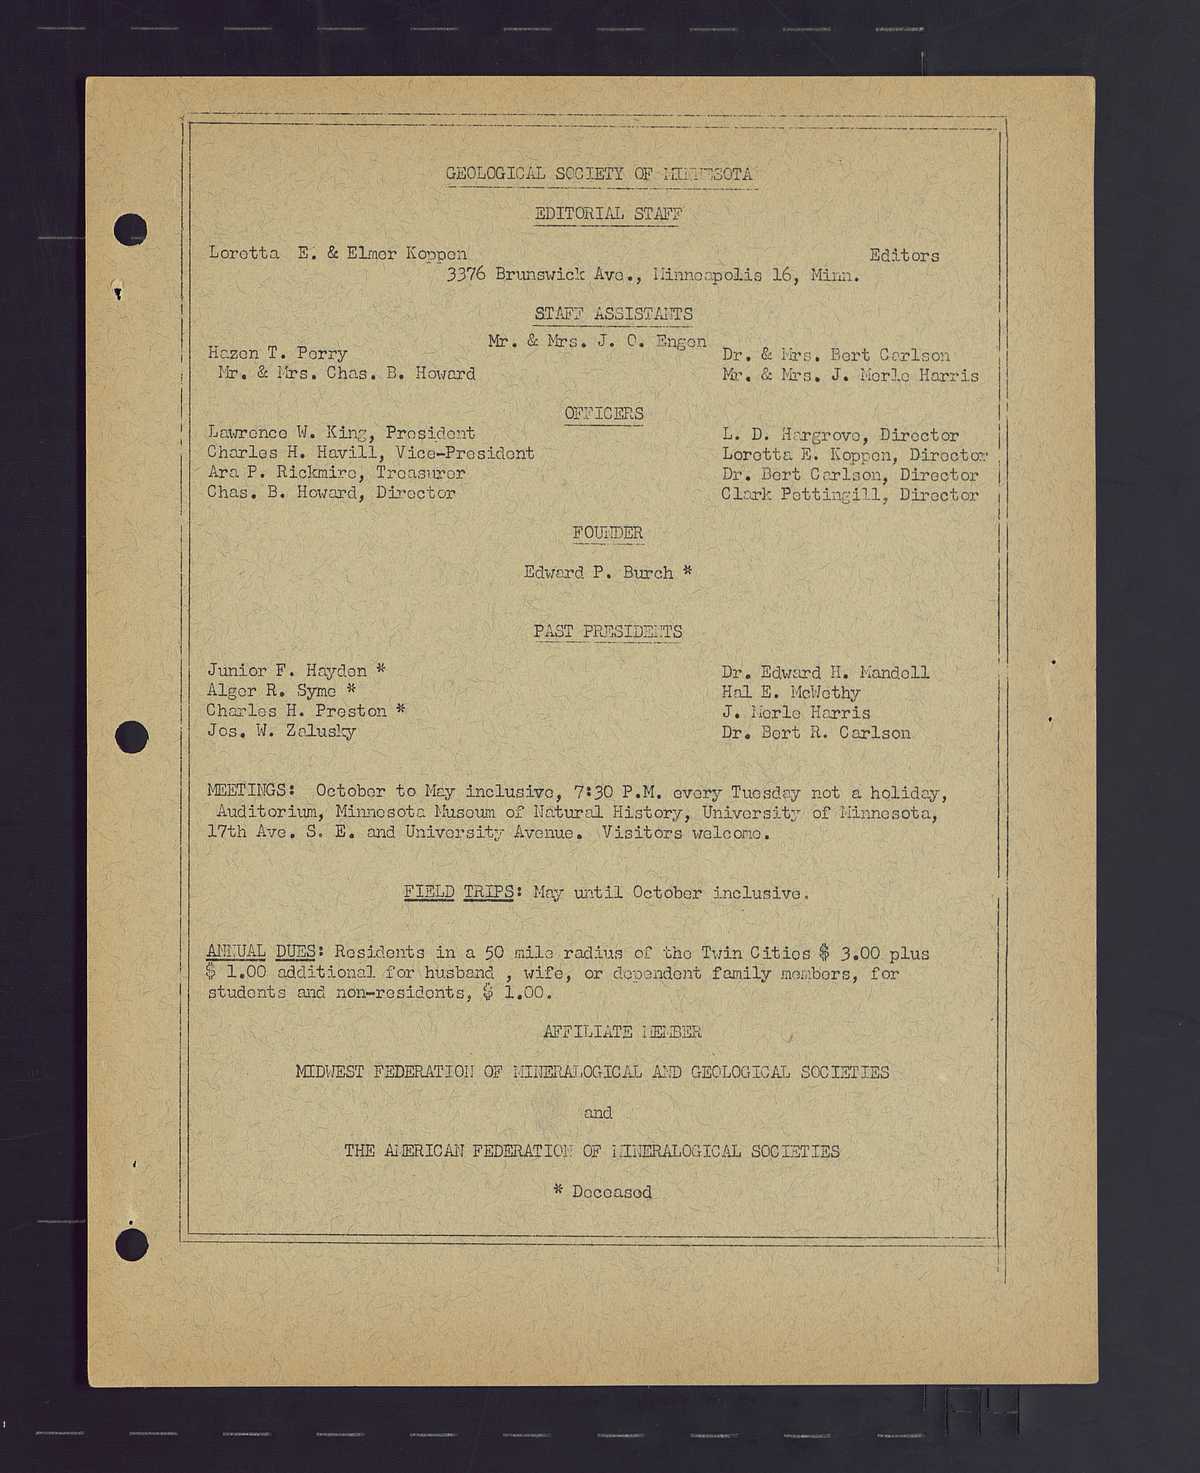 GEOLOGICAL SOCIETY OF MINNESOTA
EDITORIAL STAFF
Loretta E. & Elmer Koppen Editors
3376 Brunswick Ave., Minneapolis 16, Minn.
STAFF ASSISTANTS
Mr. & Mrs. J. O. Engen
Hazen T. Perry Dr. & Mrs. Bert Carlson
Mr. & Mrs. Chas. B. Howard Mr. & Mrs. J. Merle Harris
OFFICERS
Lawrence W. King, President L. D. Hargrove, Director
Charles H. Havill, Vice-President Loretta E. Koppen, Director
Ara P. Rickmire, Treasurer Dr. Bert Carlson, Director
Chas. B. Howard, Director Clark Pettingill, Director
FOUNDER
Edward P. Burch *
PAST PRESIDENTS
Junior F. Hayden * Dr. Edward H. Mandell
Alger R. Syme * Hal E. McWethy
Charles H. Preston * J. Merle Harris
Jos. W. Zalusky Dr. Bert R. Carlson
MEETINGS: October to May inclusive, 7:30 P.M. every Tuesday not a holiday,
Auditorium, Minnesota Museum of Natural History, University of Minnesota,
17th Ave. S. E. and University Avenue. Visitors welcome.
FIELD TRIPS: May until October inclusive.
ANNUAL DUES: Residents in a 50 mile radius of the Twin Cities $ 3.00 plus
$ 1.00 additional for husband , wife, or dependent family members, for
students and non-residents, $ 1.00.
AFFILIATE MEMBER
MIDWEST FEDERATION OF MINERALOGICAL AND GEOLOGICAL SOCIETIES
and
THE AMERICAN FEDERATION OF MINERALOGICAL SOCIETIES
* Deceased
A4